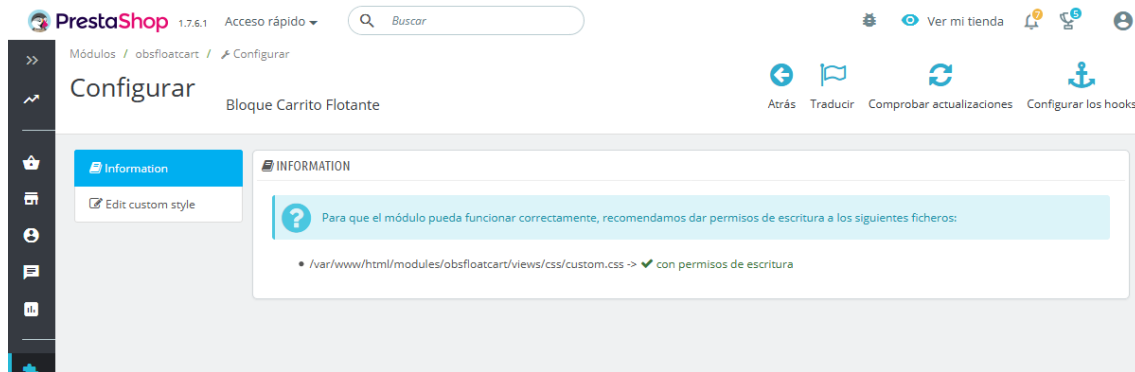 PrestaShop 1.7.6.1 Acceso rápido Buscar Ver mi tienda 7 5
Módulos / obsfloatcart / Configurar
Configurar
Bloque Carrito Flotante
Atrás Traducir Comprobar actualizaciones Configurar los hooks
Information
Edit custom style
INFORMATION
Para que el módulo pueda funcionar correctamente, recomendamos dar permisos de escritura a los siguientes ficheros:
• /var/www/html/modules/obsfloatcart/views/css/custom.css -> ✔ con permisos de escritura